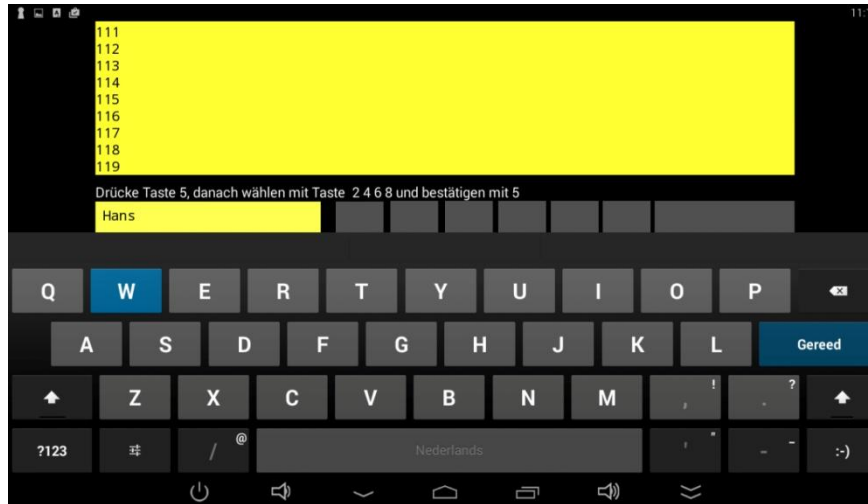 11:
111
112
113
114
115
116
117
118
119
Drücke Taste 5, danach wählen mit Taste 2 4 6 8 und bestätigen mit 5
Hans
Q W E R T Y U I O P
A S D F G H J K L Gereed
Z X C V B N M , ! . ?
?123 / @ Nederlands ' " - _ :-)